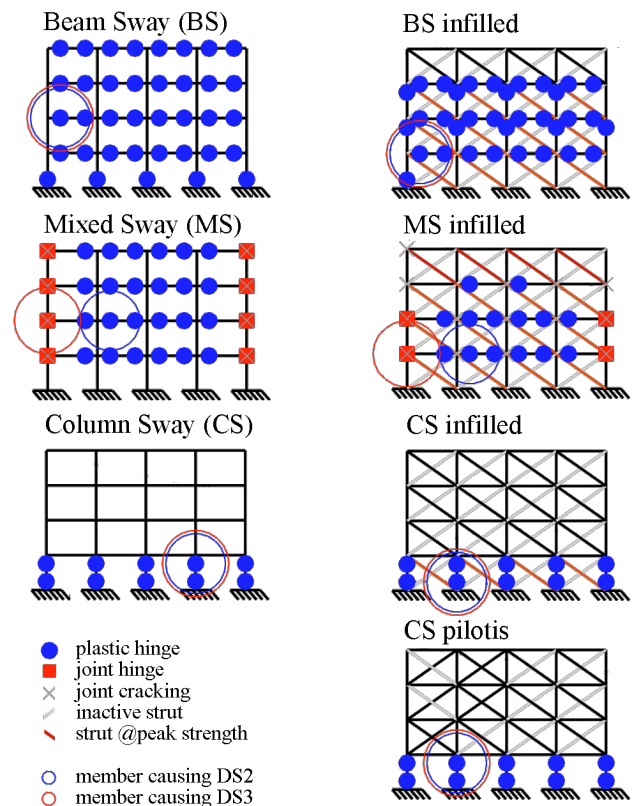 Beam Sway (BS)
BS infilled
Mixed Sway (MS)
MS infilled
Column Sway (CS)
CS infilled
CS pilotis
plastic hinge
joint hinge
joint cracking
inactive strut
strut @peak strength
member causing DS2
member causing DS3